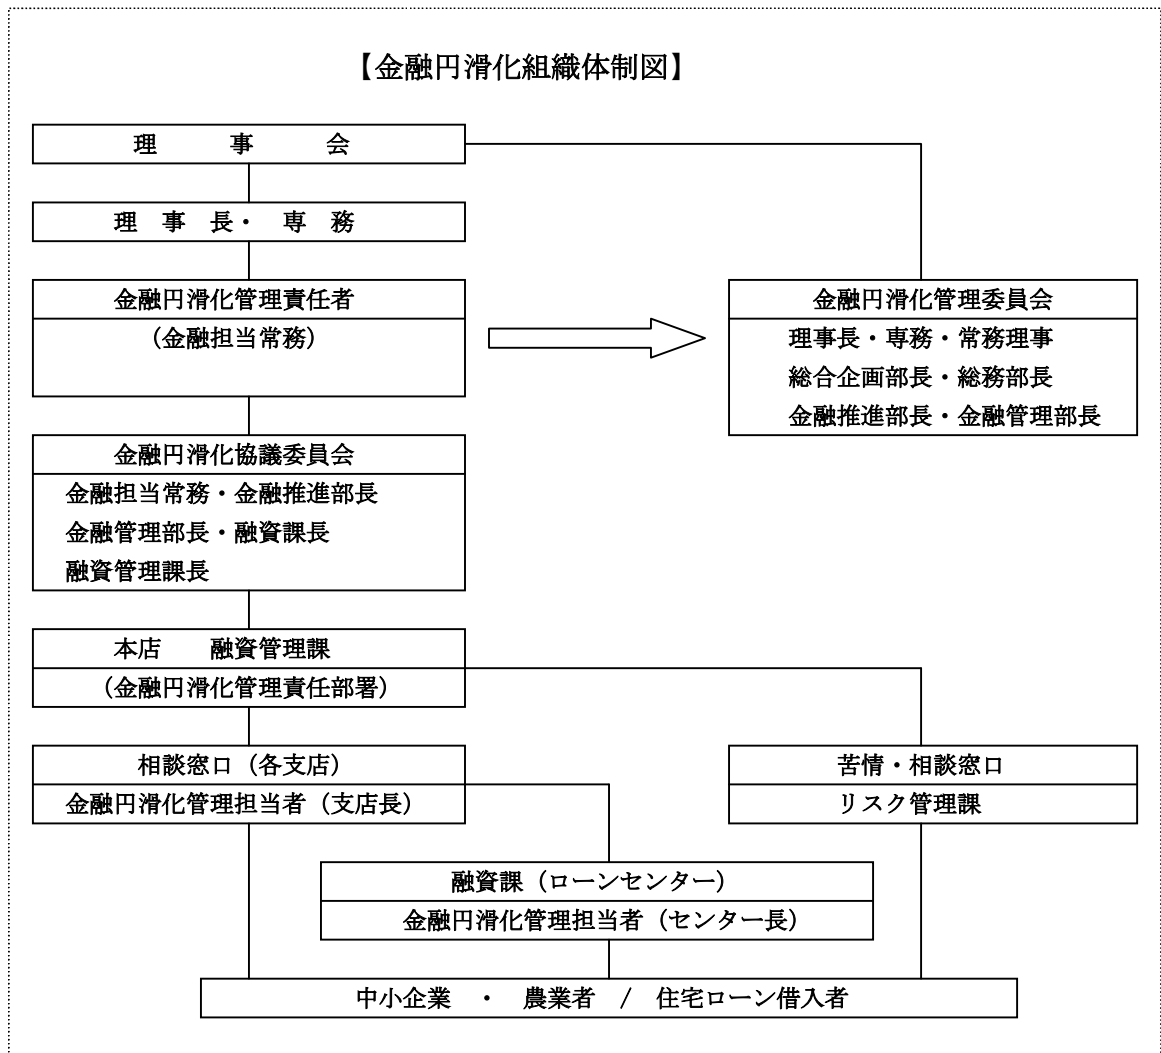 【金融円滑化組織体制図】
理 事 会
理 事 長・ 専 務
金融円滑化管理責任者
（金融担当常務）
金融円滑化管理委員会
理事長・専務・常務理事
総合企画部長・総務部長
金融推進部長・金融管理部長
金融円滑化協議委員会
金融担当常務・金融推進部長
金融管理部長・融資課長
融資管理課長
本店 融資管理課
（金融円滑化管理責任部署）
相談窓口（各支店）
金融円滑化管理担当者（支店長）
苦情・相談窓口
リスク管理課
融資課（ローンセンター）
金融円滑化管理担当者（センター長）
中小企業 ・ 農業者 / 住宅ローン借入者